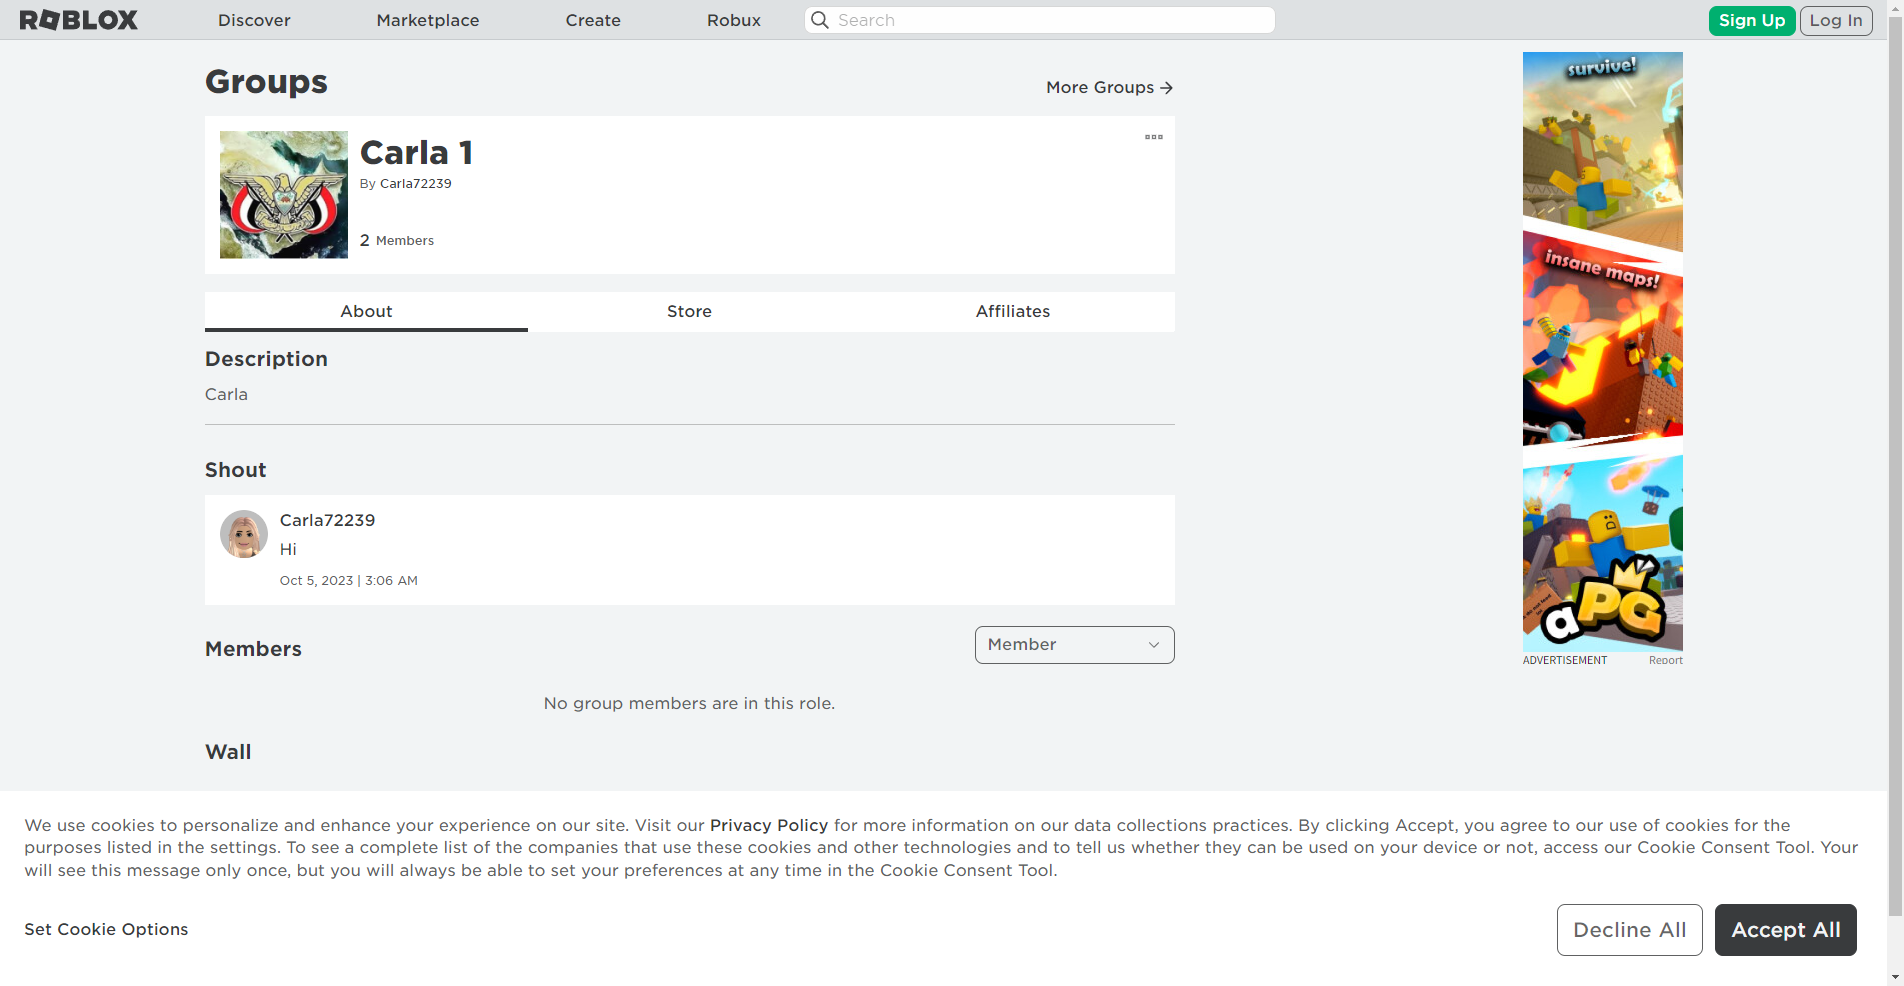 ROBLOX Discover Marketplace Create Robux Search Sign Up Log In
Groups
More Groups
Carla 1
By Carla72239
2 Members
About Store Affiliates
Description
Carla
Shout
Carla72239
Hi
Oct 5, 2023 | 3:06 AM
Members
Member
No group members are in this role.
Wall
survive!
insane maps!
aPG
ADVERTISEMENT Report
We use cookies to personalize and enhance your experience on our site. Visit our Privacy Policy for more information on our data collections practices. By clicking Accept, you agree to our use of cookies for the
purposes listed in the settings. To see a complete list of the companies that use these cookies and other technologies and to tell us whether they can be used on your device or not, access our Cookie Consent Tool. Your
will see this message only once, but you will always be able to set your preferences at any time in the Cookie Consent Tool.
Set Cookie Options
Decline All
Accept All